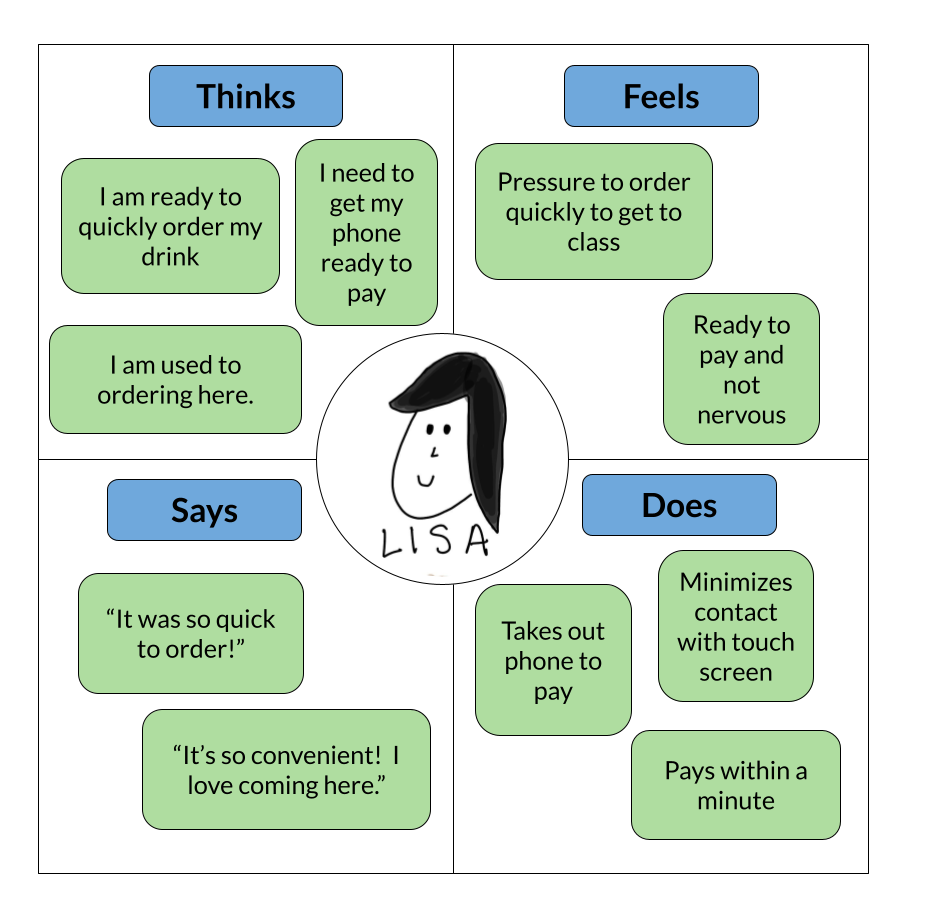 Thinks
I am ready to
quickly order my
drink
I need to
get my
phone
ready to
pay
I am used to
ordering here.
Feels
Pressure to order
quickly to get to
class
Ready to
pay and
not
nervous
LISA
Says
“It was so quick
to order!”
“It’s so convenient!  I
love coming here.”
Does
Takes out
phone to
pay
Minimizes
contact
with touch
screen
Pays within a
minute